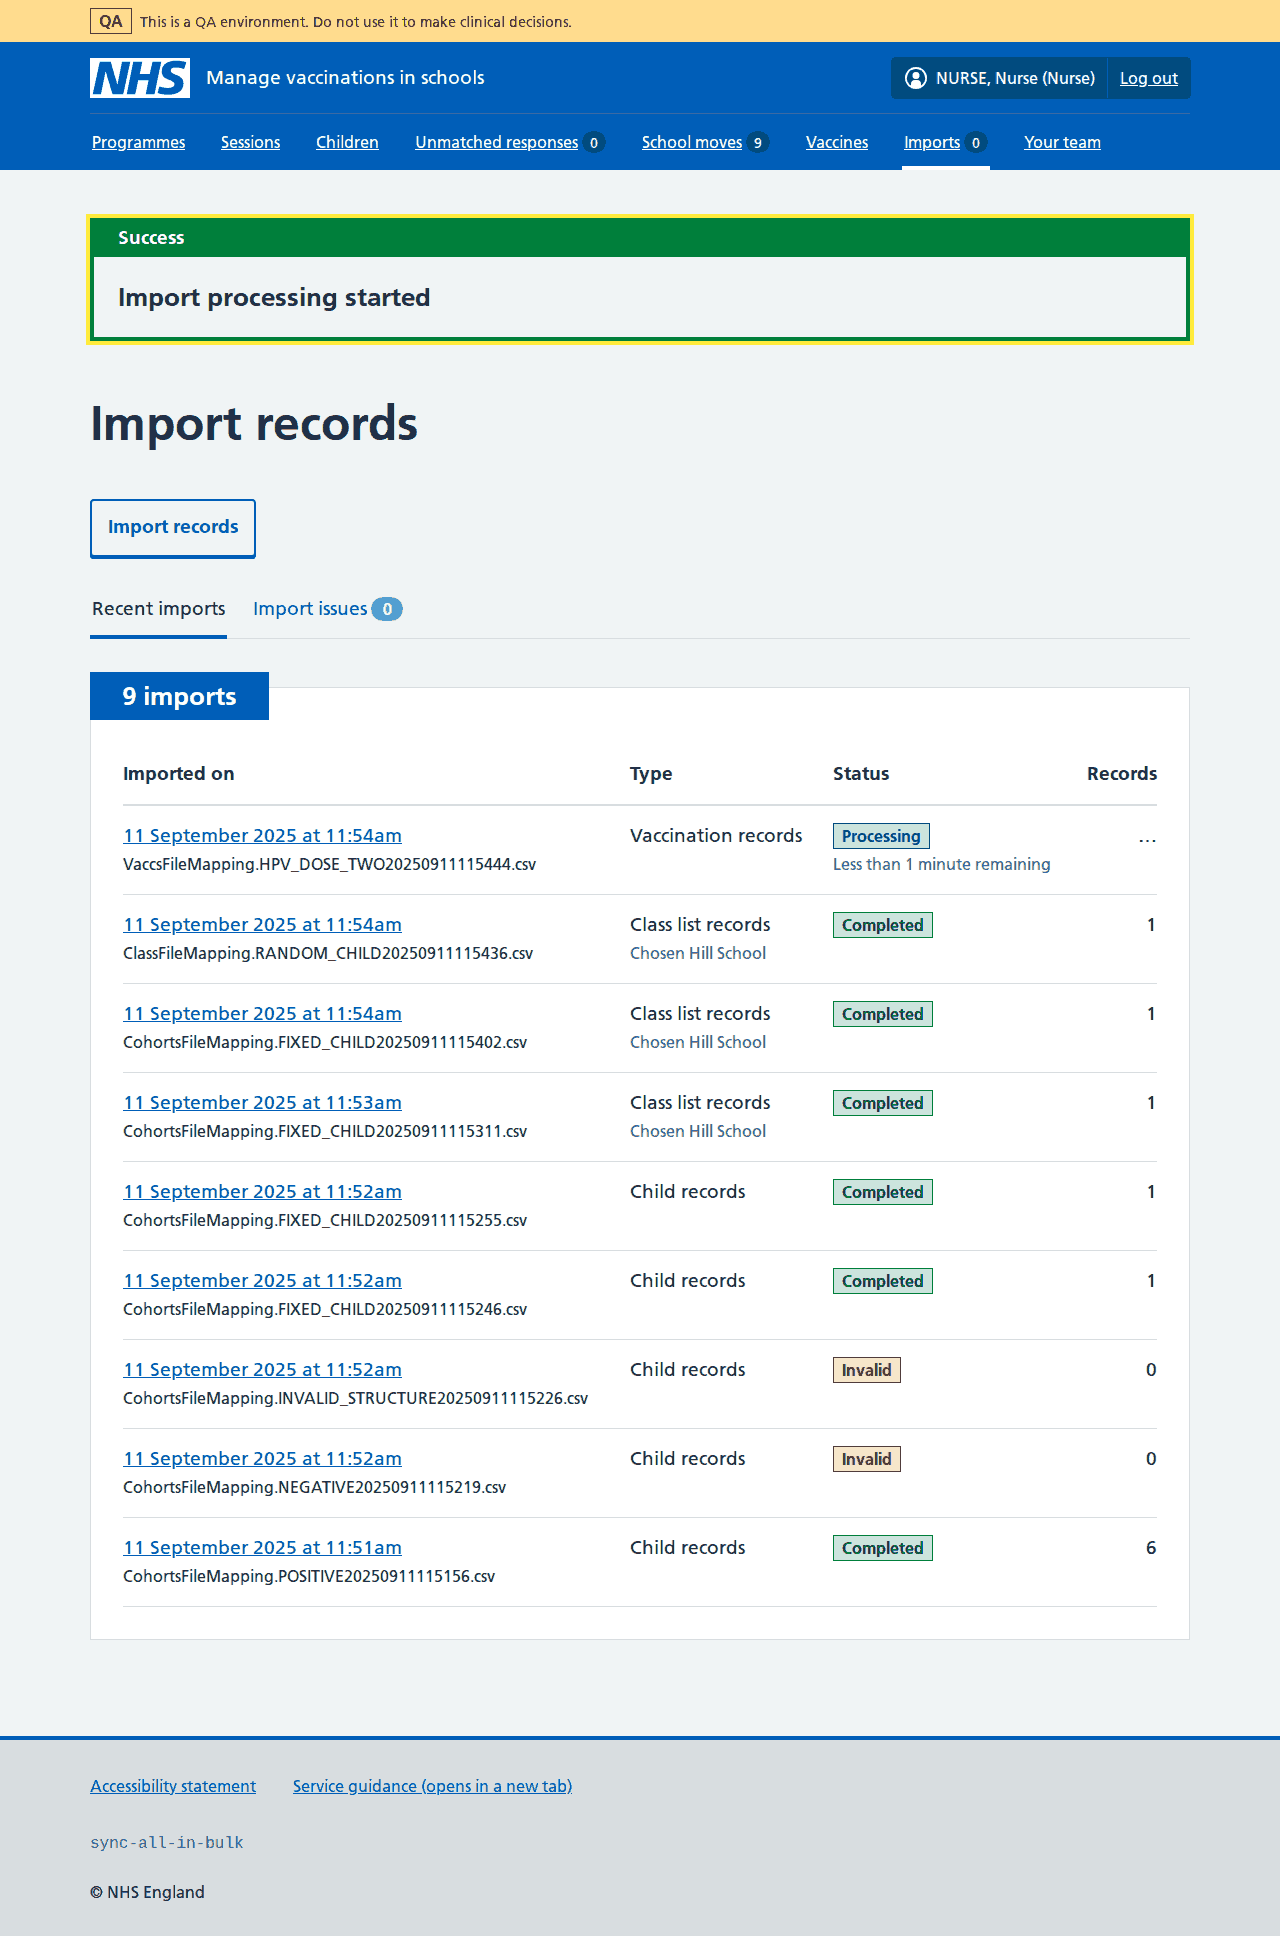 QA This is a QA environment. Do not use it to make clinical decisions.
NHS Manage vaccinations in schools NURSE, Nurse (Nurse) Log out
Programmes Sessions Children Unmatched responses 0 School moves 9 Vaccines Imports 0 Your team
Success
Import processing started
Import records
Import records
Recent imports Import issues 0
9 imports
Imported on Type Status Records
11 September 2025 at 11:54am Vaccination records Processing ...
VaccsFileMapping.HPV_DOSE_TWO20250911115444.csv Less than 1 minute remaining
11 September 2025 at 11:54am Class list records Completed 1
ClassFileMapping.RANDOM_CHILD20250911115436.csv Chosen Hill School
11 September 2025 at 11:54am Class list records Completed 1
CohortsFileMapping.FIXED_CHILD20250911115402.csv Chosen Hill School
11 September 2025 at 11:53am Class list records Completed 1
CohortsFileMapping.FIXED_CHILD20250911115311.csv Chosen Hill School
11 September 2025 at 11:52am Child records Completed 1
CohortsFileMapping.FIXED_CHILD20250911115255.csv
11 September 2025 at 11:52am Child records Completed 1
CohortsFileMapping.FIXED_CHILD20250911115246.csv
11 September 2025 at 11:52am Child records Invalid 0
CohortsFileMapping.INVALID_STRUCTURE20250911115226.csv
11 September 2025 at 11:52am Child records Invalid 0
CohortsFileMapping.NEGATIVE20250911115219.csv
11 September 2025 at 11:51am Child records Completed 6
CohortsFileMapping.POSITIVE20250911115156.csv
Accessibility statement Service guidance (opens in a new tab)
sync-all-in-bulk
© NHS England